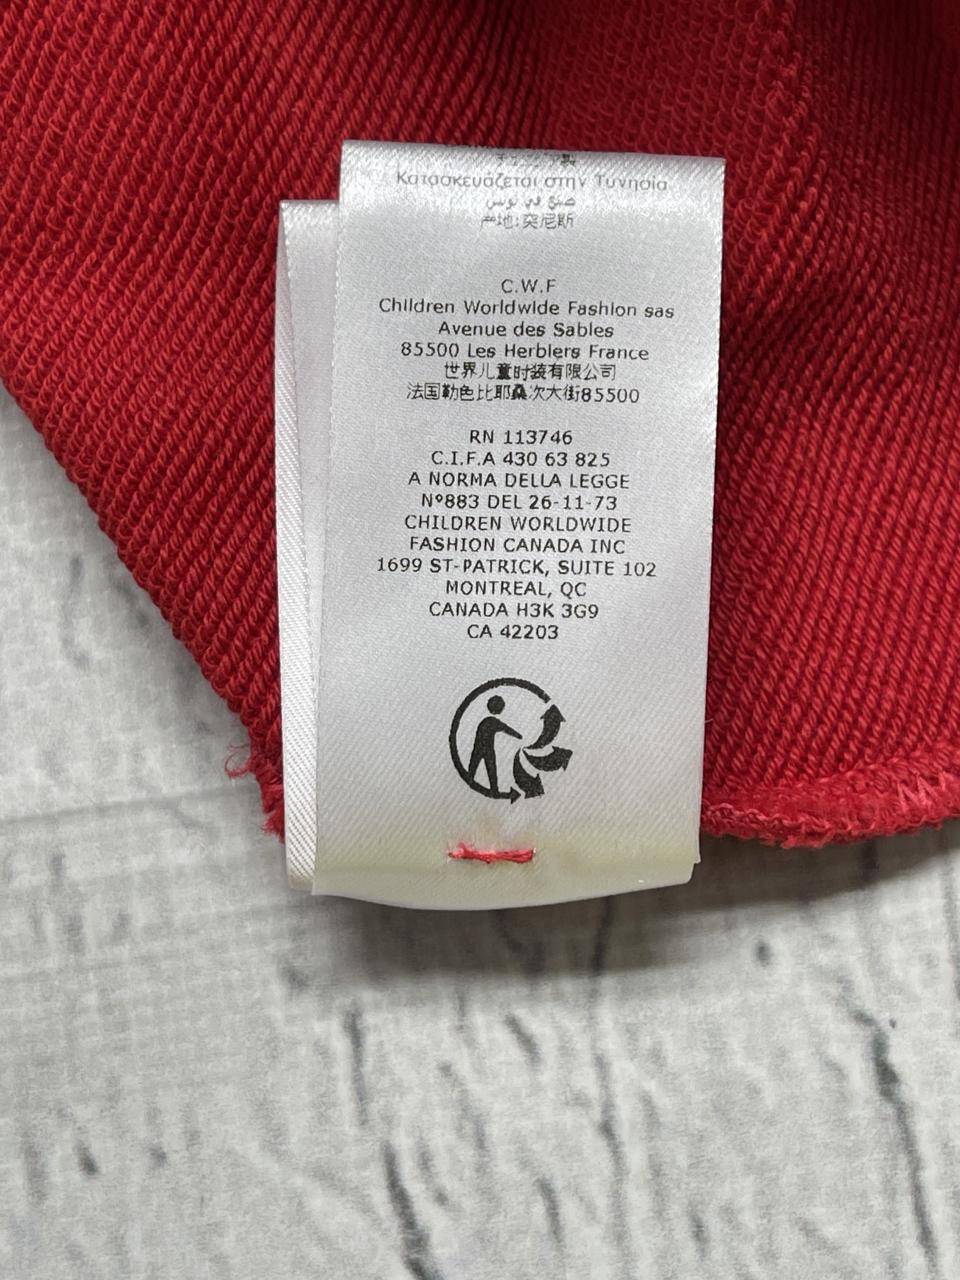 Κατασκευάζεται στην Τυνησία
صنع في تونس
产地:突尼斯
C.W.F
Children Worldwide Fashion sas
Avenue des Sables
85500 Les Herbiers France
世界儿童时装有限公司
法国勒色比耶桑次大街85500
RN 113746
C.I.F.A 430 63 825
A NORMA DELLA LEGGE
N°883 DEL 26-11-73
CHILDREN WORLDWIDE
FASHION CANADA INC
1699 ST-PATRICK, SUITE 102
MONTREAL, QC
CANADA H3K 3G9
CA 42203